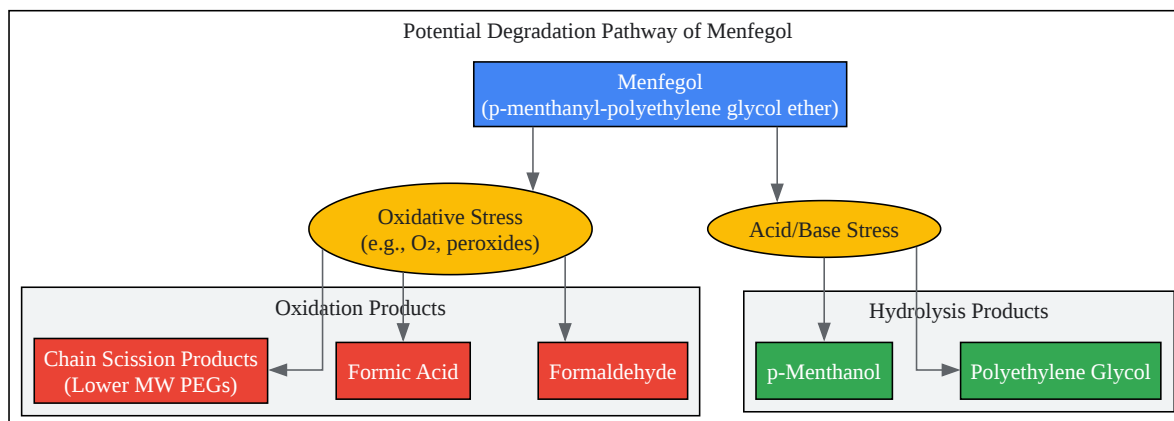 Potential Degradation Pathway of Menfegol
Menfegol
(p-menthanyl-polyethylene glycol ether)
Oxidative Stress
(e.g., O₂, peroxides)
Acid/Base Stress
Oxidation Products
Hydrolysis Products
Chain Scission Products
(Lower MW PEGs)
Formic Acid
Formaldehyde
p-Menthanol
Polyethylene Glycol